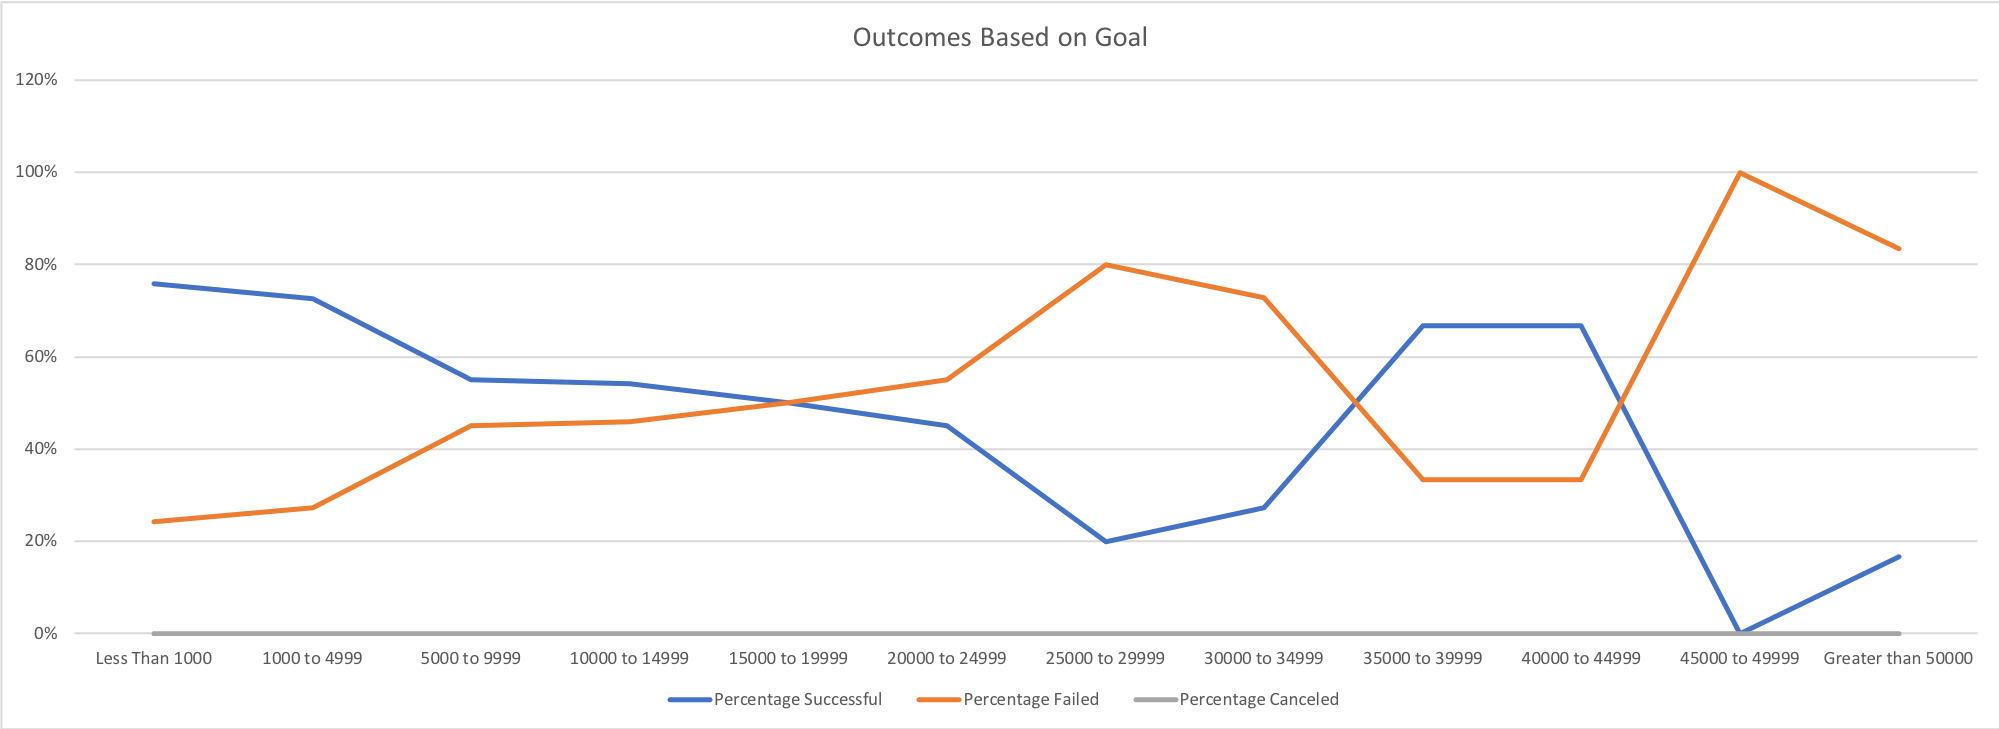 Outcomes Based on Goal
120%
100%
80%
60%
40%
20%
0%
Less Than 1000 1000 to 4999 5000 to 9999 10000 to 14999 15000 to 19999 20000 to 24999 25000 to 29999 30000 to 34999 35000 to 39999 40000 to 44999 45000 to 49999 Greater than 50000
Percentage Successful Percentage Failed Percentage Canceled